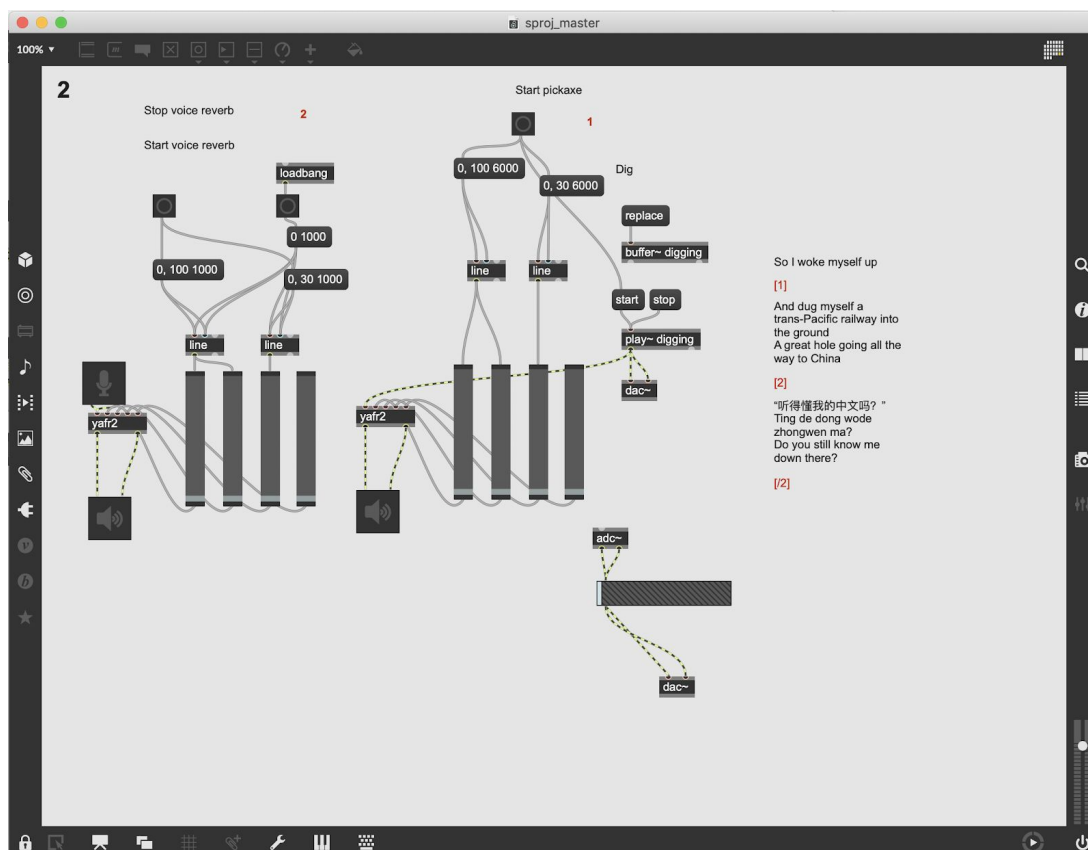 sproj_master
100%
2
Stop voice reverb
2
Start voice reverb
loadbang
0 1000
0, 100 1000
0, 30 1000
line
line
yafr2
Start pickaxe
1
0, 100 6000
0, 30 6000
Dig
replace
buffer~ digging
line
line
start
stop
play~ digging
dac~
yafr2
adc~
dac~
So I woke myself up
[1]
And dug myself a
trans-Pacific railway into
the ground
A great hole going all the
way to China
[2]
“听得懂我的中文吗？”
Ting de dong wode
zhongwen ma?
Do you still know me
down there?
[/2]